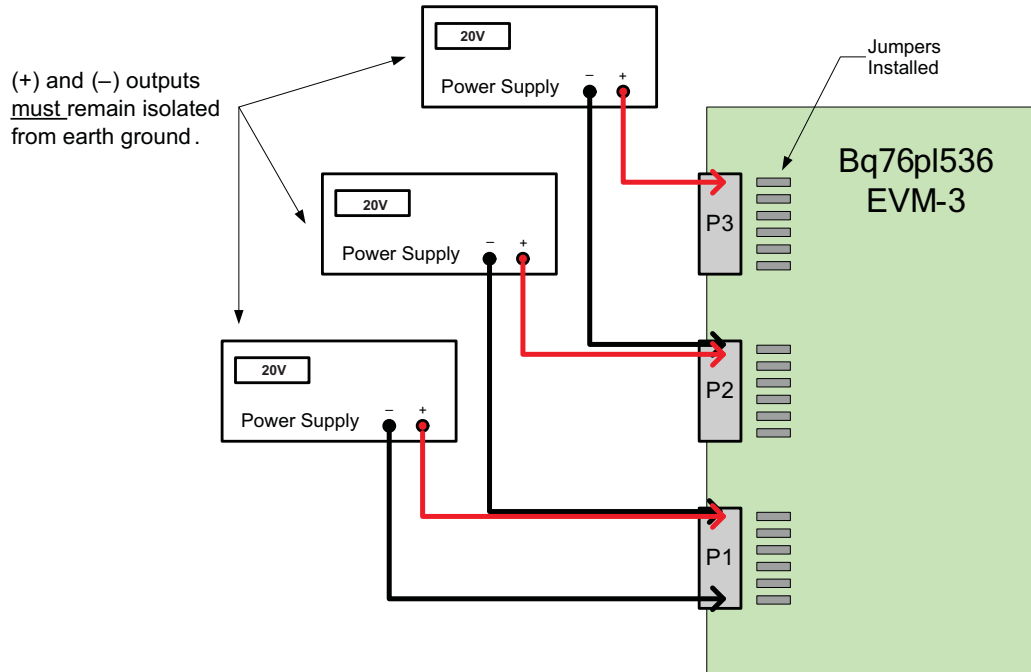 20V
– +
Power Supply
(+) and (–) outputs
must remain isolated
from earth ground .
Jumpers
Installed
Bq76pl536
EVM-3
20V
– +
Power Supply
P3
20V
– +
Power Supply
P2
P1